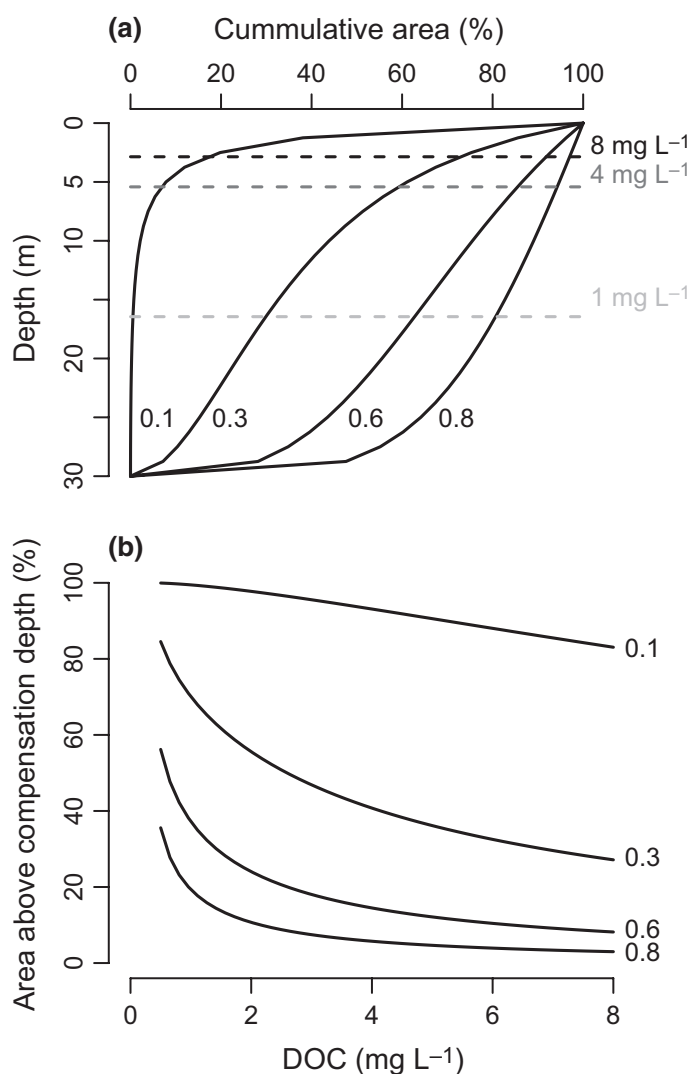 (a) Cummulative area (%)
0 20 40 60 80 100
Depth (m)
0
5
10
20
30
8 mg L⁻¹
4 mg L⁻¹
1 mg L⁻¹
0.1 0.3 0.6 0.8
(b)
Area above compensation depth (%)
100
80
60
40
20
0
0.1
0.3
0.6
0.8
0 2 4 6 8
DOC (mg L⁻¹)